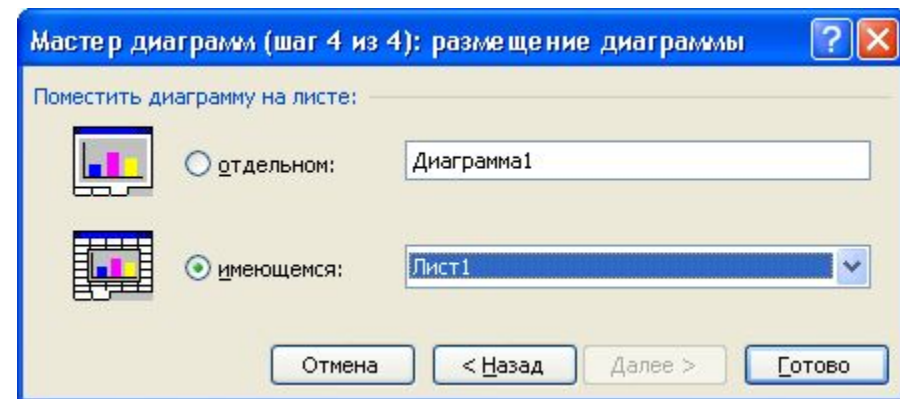 Мастер диаграмм (шаг 4 из 4): размещение диаграммы
Поместить диаграмму на листе:
отдельном: Диаграмма1
имеющемся: Лист1
Отмена < Назад Далее > Готово